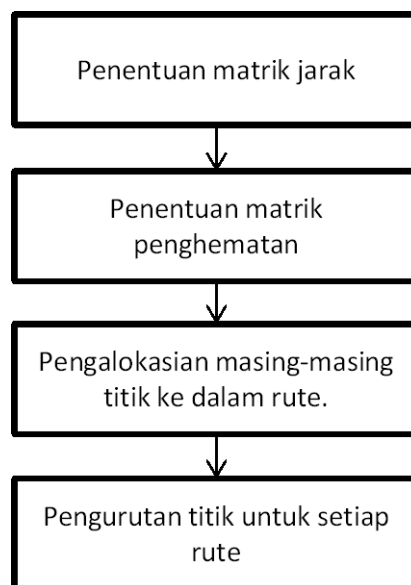 Penentuan matrik jarak
Penentuan matrik
penghematan
Pengalokasian masing-masing
titik ke dalam rute.
Pengurutan titik untuk setiap
rute